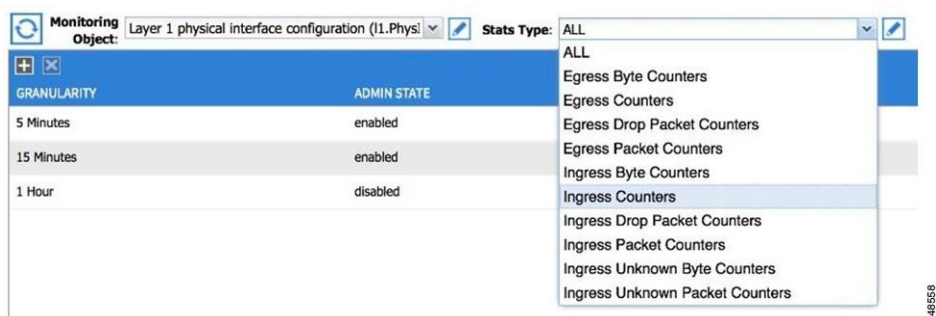 Monitoring Object: Layer 1 physical interface configuration (l1.Phys Stats Type: ALL
ALL
Egress Byte Counters
Egress Counters
Egress Drop Packet Counters
Egress Packet Counters
Ingress Byte Counters
Ingress Counters
Ingress Drop Packet Counters
Ingress Packet Counters
Ingress Unknown Byte Counters
Ingress Unknown Packet Counters
GRANULARITY ADMIN STATE
5 Minutes enabled
15 Minutes enabled
1 Hour disabled
48558